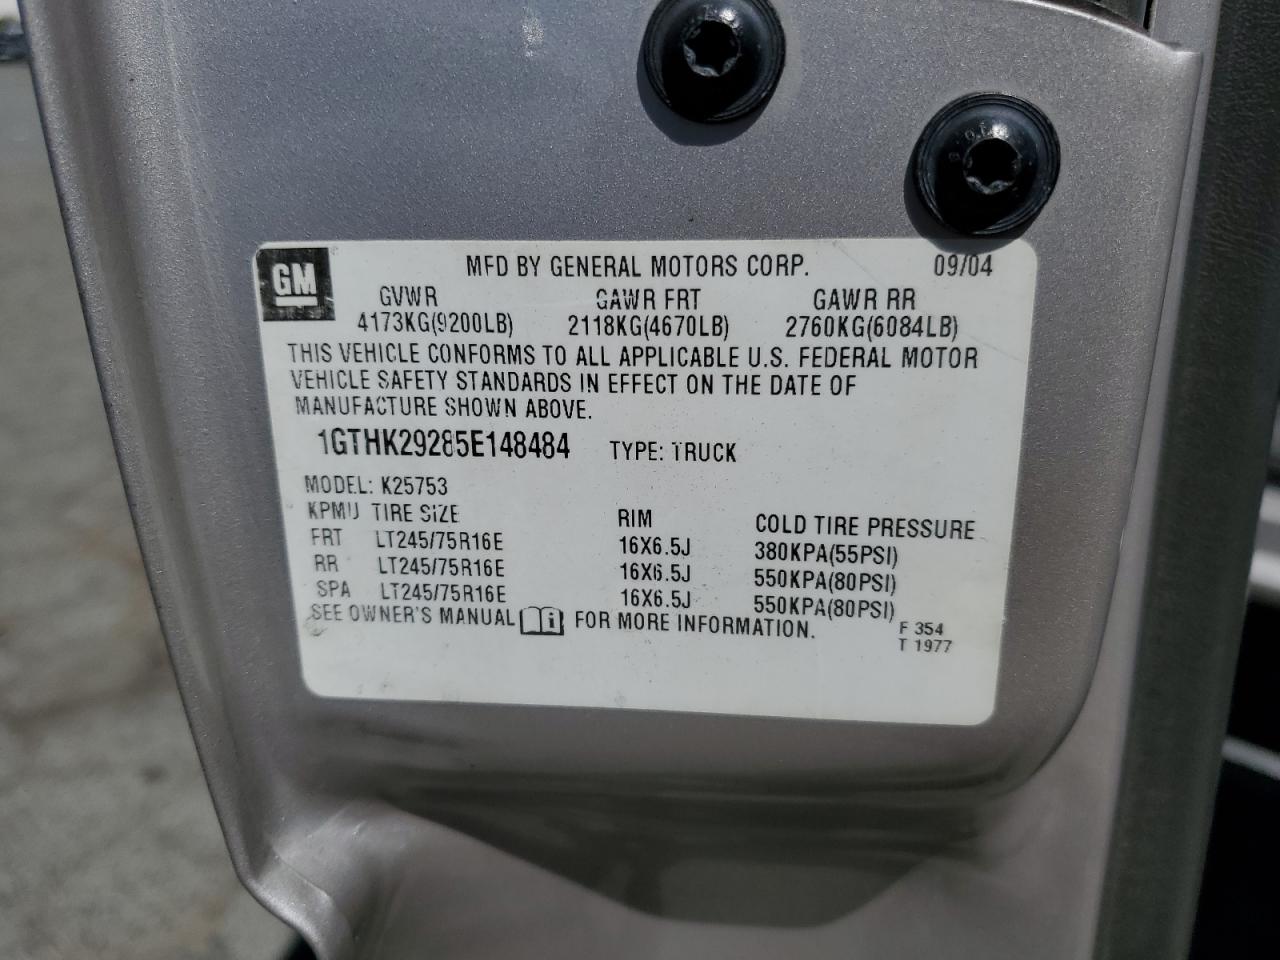 GM
MFD BY GENERAL MOTORS CORP. 09/04
GVWR GAWR FRT GAWR RR
4173KG(9200LB) 2118KG(4670LB) 2760KG(6084LB)
THIS VEHICLE CONFORMS TO ALL APPLICABLE U.S. FEDERAL MOTOR
VEHICLE SAFETY STANDARDS IN EFFECT ON THE DATE OF
MANUFACTURE SHOWN ABOVE.
1GTHK29285E148484 TYPE: TRUCK
MODEL: K25753
KPMU TIRE SIZE RIM COLD TIRE PRESSURE
FRT LT245/75R16E 16X6.5J 380KPA(55PSI)
RR LT245/75R16E 16X6.5J 550KPA(80PSI)
SPA LT245/75R16E 16X6.5J 550KPA(80PSI)
SEE OWNER'S MANUAL i FOR MORE INFORMATION.
F 354
T 1977